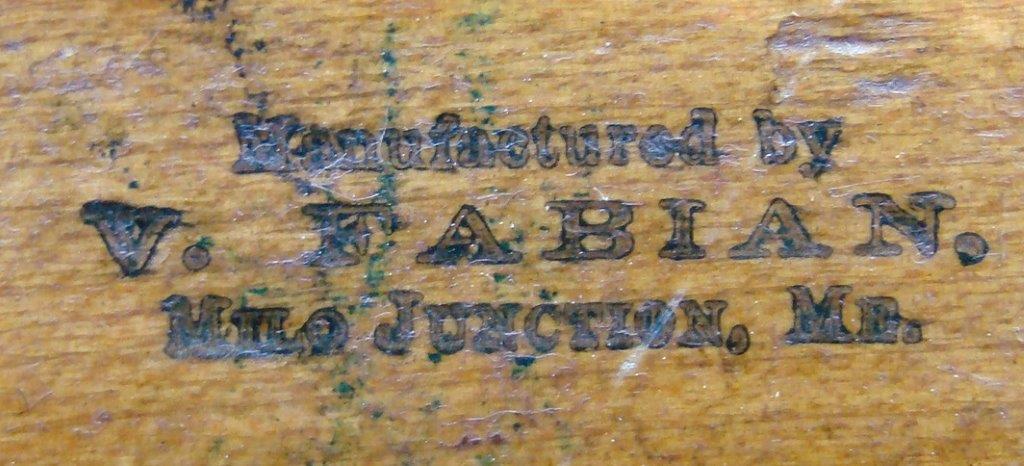 Manufactured by
V. FABIAN.
MILO JUNCTION, ME.